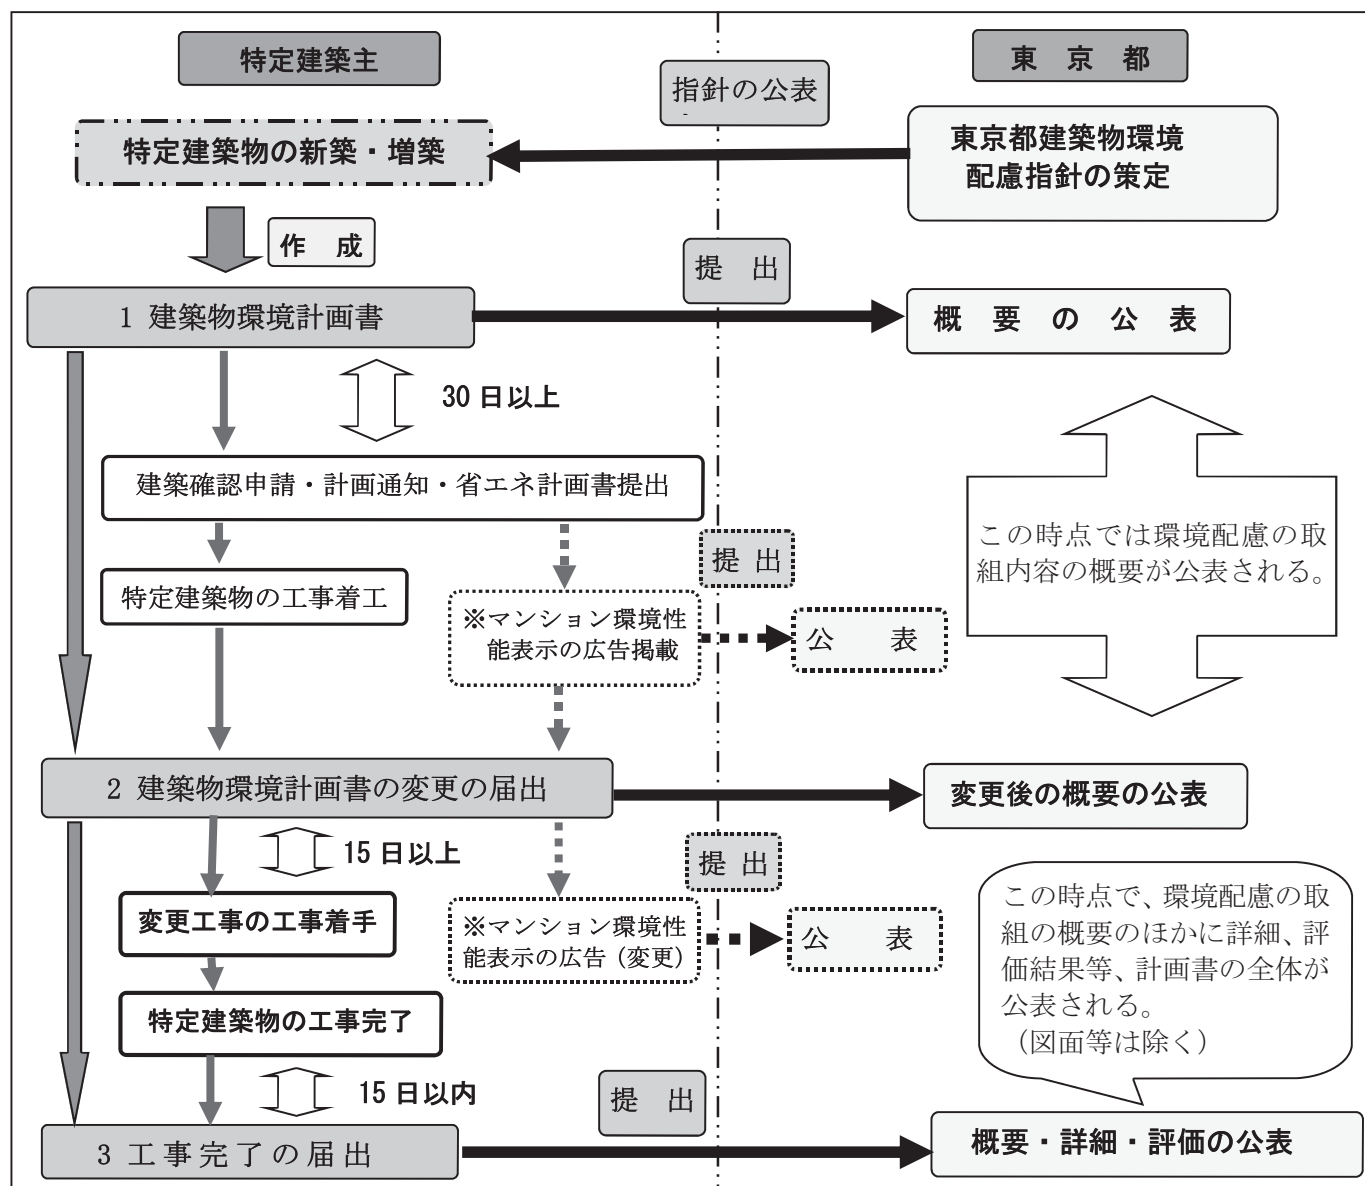 特定建築主
指針の公表
東 京 都
特定建築物の新築・増築
東京都建築物環境
配慮指針の策定
作 成
提 出
1 建築物環境計画書
概 要 の 公 表
30 日以上
建築確認申請・計画通知・省エネ計画書提出
この時点では環境配慮の取
組内容の概要が公表される。
提 出
特定建築物の工事着工
※マンション環境性
能表示の広告掲載
公 表
2 建築物環境計画書の変更の届出
変更後の概要の公表
15 日以上
提 出
変更工事の工事着手
※マンション環境性
能表示の広告（変更）
公 表
この時点で、環境配慮の取
組の概要のほかに詳細、評
価結果等、計画書の全体が
公表される。
（図面等は除く）
特定建築物の工事完了
15 日以内
提 出
3 工事完了の届出
概要・詳細・評価の公表